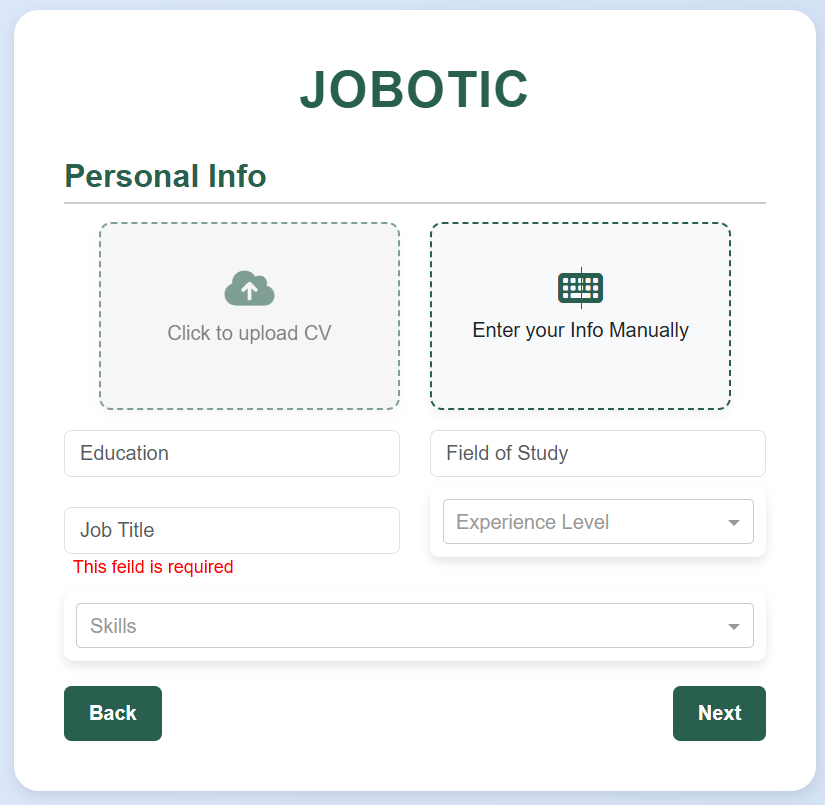 JOBOTIC
Personal Info
Click to upload CV
Enter your Info Manually
Education
Field of Study
Job Title
Experience Level
This feild is required
Skills
Back
Next